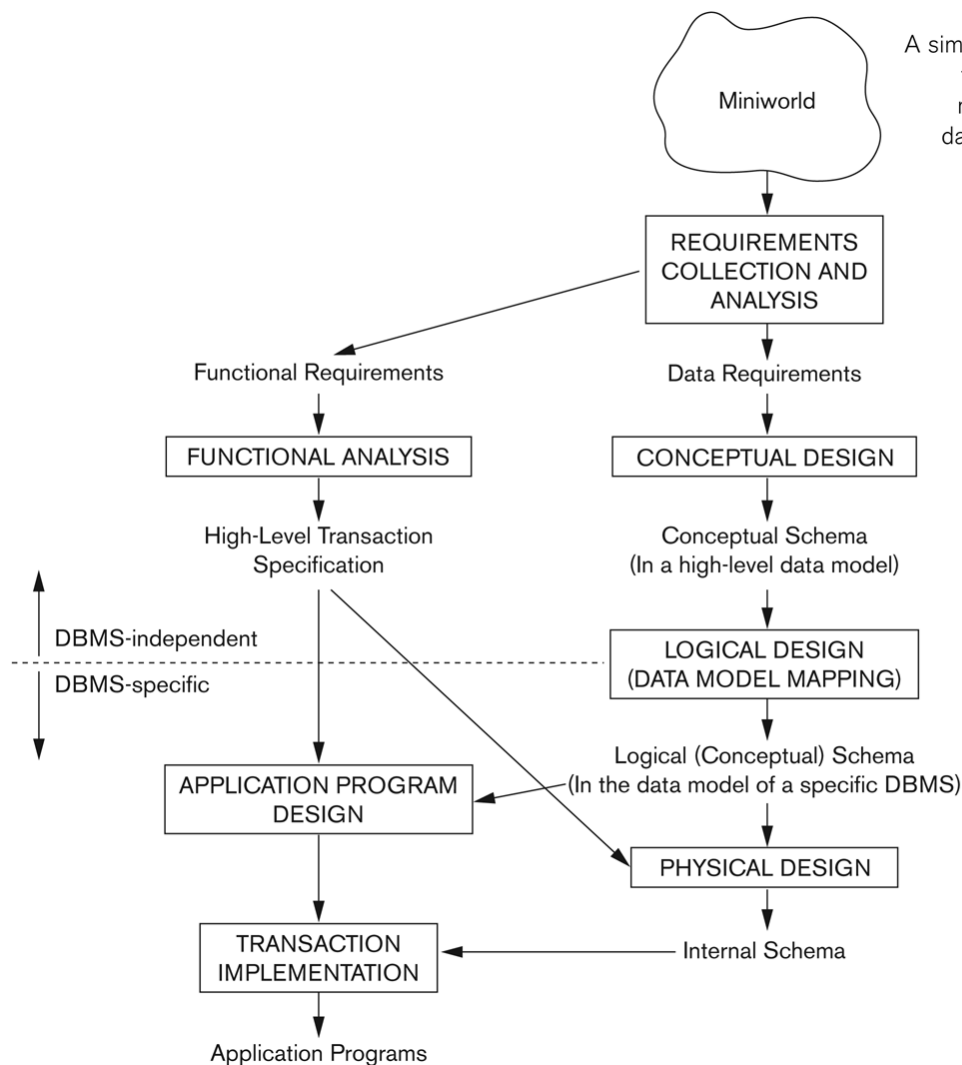 A sim
Miniworld
da
REQUIREMENTS
COLLECTION AND
ANALYSIS
Functional Requirements
Data Requirements
FUNCTIONAL ANALYSIS
CONCEPTUAL DESIGN
High-Level Transaction
Specification
Conceptual Schema
(In a high-level data model)
DBMS-independent
LOGICAL DESIGN
(DATA MODEL MAPPING)
DBMS-specific
Logical (Conceptual) Schema
(In the data model of a specific DBMS)
APPLICATION PROGRAM
DESIGN
PHYSICAL DESIGN
TRANSACTION
IMPLEMENTATION
Internal Schema
Application Programs